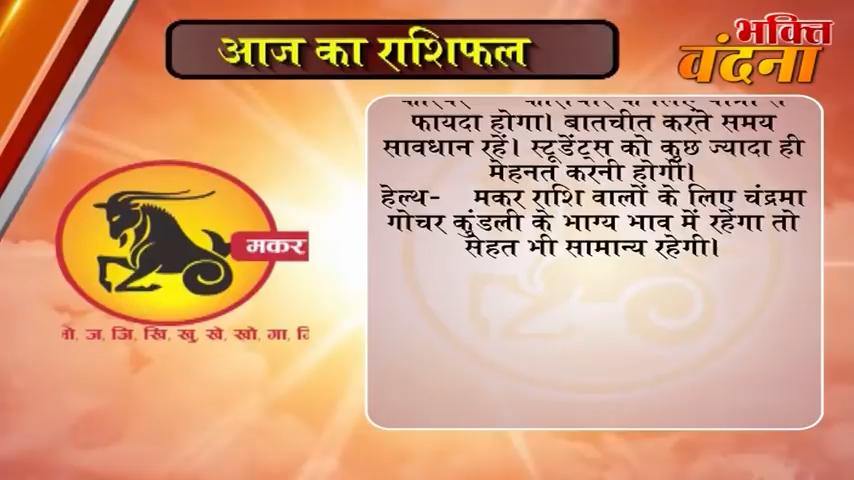 आज का राशिफल
भक्ति
वंदना
फायदा होगा। बातचीत करते समय
सावधान रहें। स्टूडेंट्स को कुछ ज्यादा ही
मेहनत करनी होगी।
हेल्थ- मकर राशि वालों के लिए चंद्रमा
गोचर कुंडली के भाग्य भाव में रहेगा तो
सेहत भी सामान्य रहेगी।
मकर
ज, जि, खि, खु, खे, खो, गा,